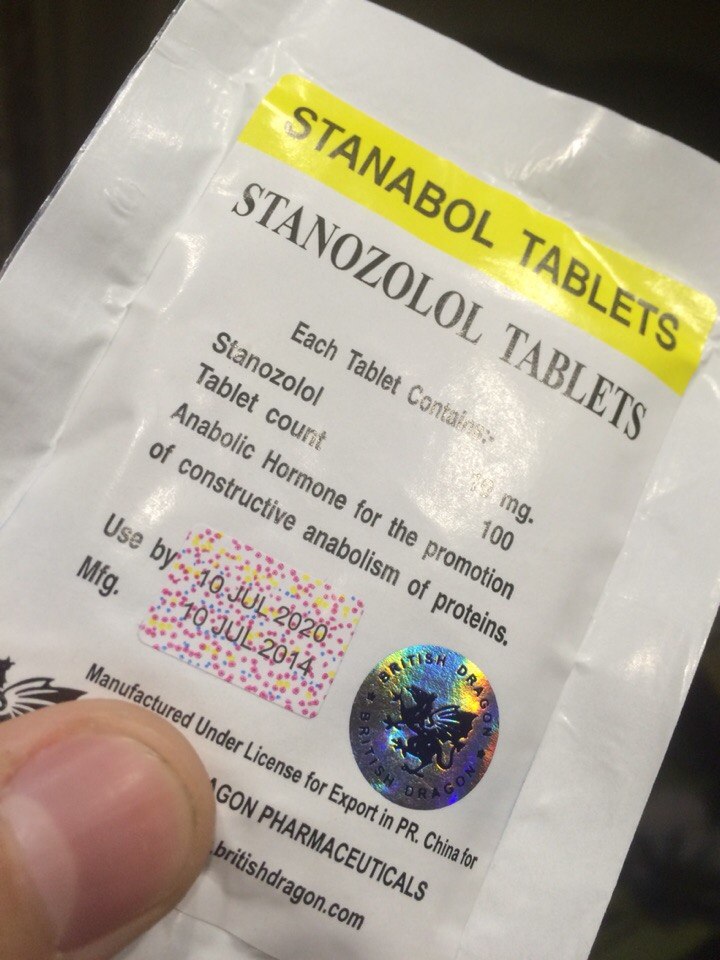 STANABOL TABLETS
STANOZOLOL TABLETS
Each Tablet Contains:-
Stanozolol mg.
Tablet count 100
Anabolic Hormone for the promotion
of constructive anabolism of proteins.
Use by 10 JUL 2020
Mfg. 10 JUL 2014
BRITISH DRAGON
BRITISH DRAGON
Manufactured Under License for Export in PR. China for
AGON PHARMACEUTICALS
.britishdragon.com